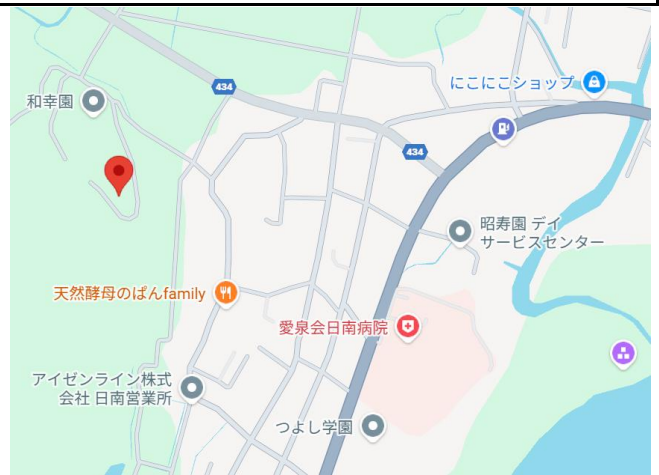 434
にこにこショップ
和幸園
434
昭寿園 デイ
サービスセンター
天然酵母のぱんfamily
愛泉会日南病院
アイゼンライン株式
会社 日南営業所
つよし学園